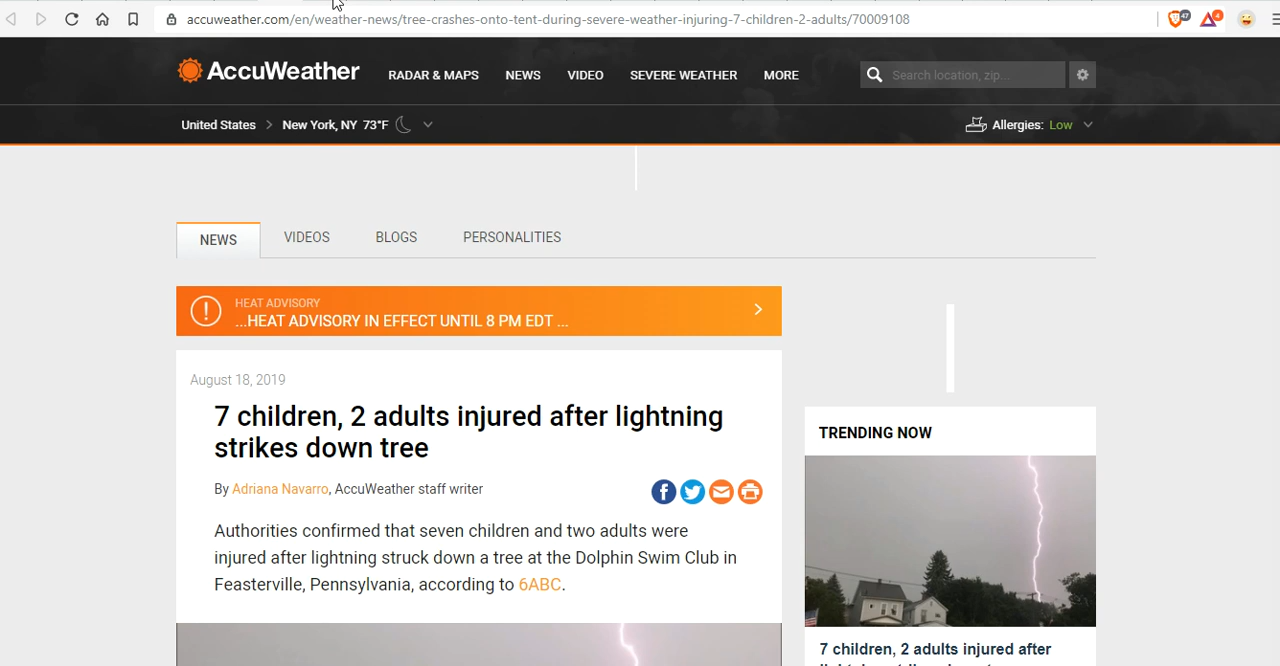 accuweather.com/en/weather-news/tree-crashes-onto-tent-during-severe-weather-injuring-7-children-2-adults/70009108
47
4
AccuWeather
RADAR & MAPS NEWS VIDEO SEVERE WEATHER MORE
Search location, zip...
United States > New York, NY 73°F
Allergies: Low
NEWS VIDEOS BLOGS PERSONALITIES
HEAT ADVISORY
...HEAT ADVISORY IN EFFECT UNTIL 8 PM EDT ...
August 18, 2019
7 children, 2 adults injured after lightning
strikes down tree
By Adriana Navarro, AccuWeather staff writer
Authorities confirmed that seven children and two adults were
injured after lightning struck down a tree at the Dolphin Swim Club in
Feasterville, Pennsylvania, according to 6ABC.
TRENDING NOW
7 children, 2 adults injured after